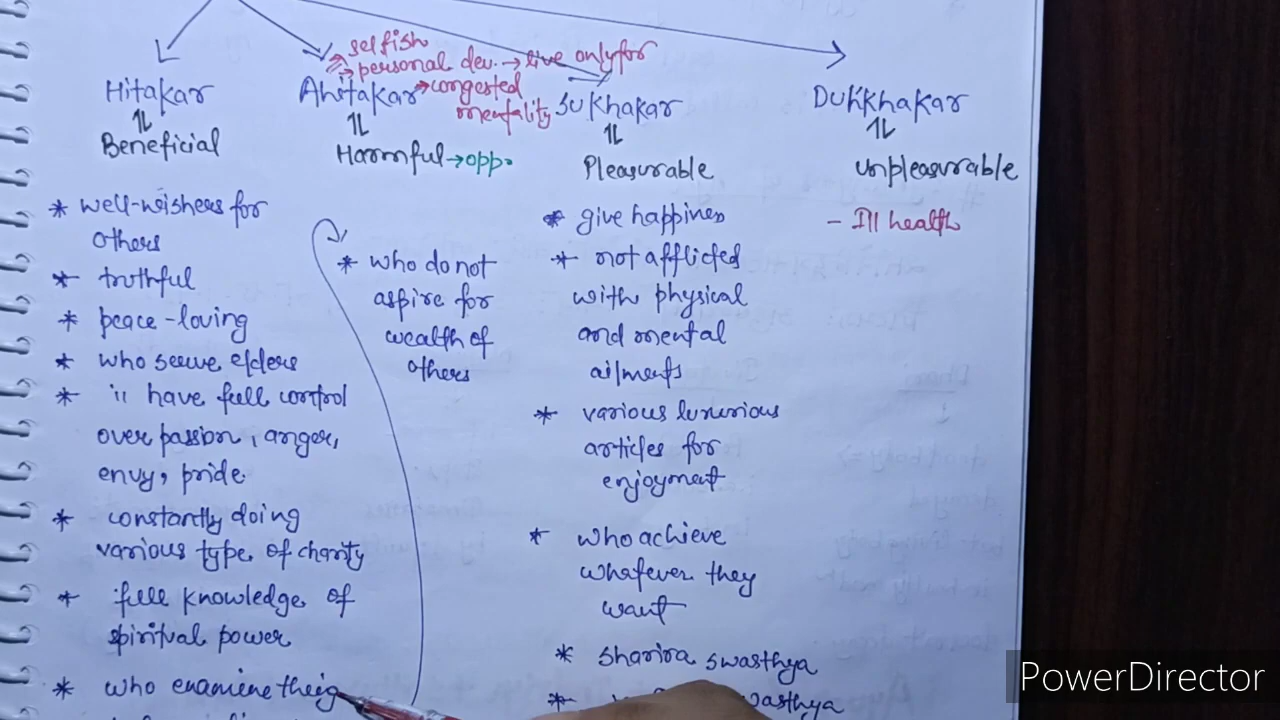 selfish
personal dev. → live only for
Hitakar
Ahitakar → congested
mentality
Sukhakar
Dukhakar
Beneficial
Harmful → opp.
Pleasurable
unpleasurable
* well-wishers for
others
* truthful
* peace-loving
* who serve elders
* " have full control
over passion, anger,
envy, pride
* constantly doing
various type of charity
* full knowledge of
spiritual power
* who examine their
* who do not
aspire for
wealth of
others
* give happiness
* not afflicted
with physical
and mental
ailments
* various luxurious
articles for
enjoyment
* who achieve
whatever they
want
* sharira swasthya
* wasthya
- Ill health
PowerDirector